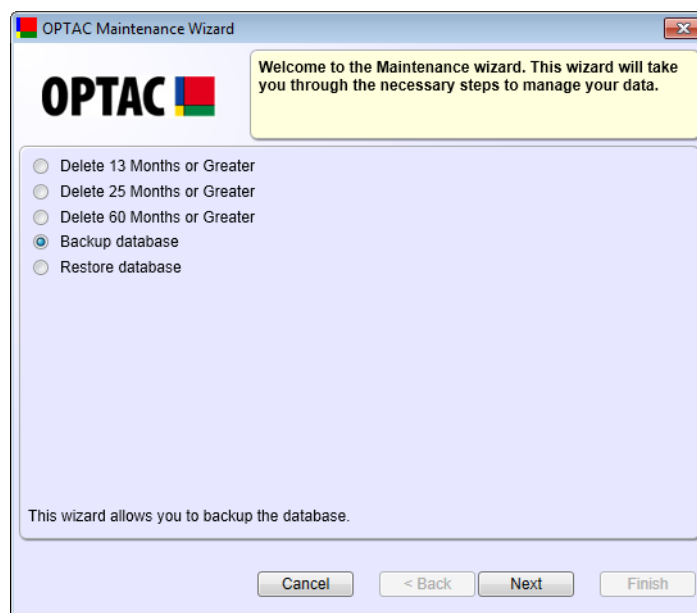 OPTAC Maintenance Wizard
OPTAC
Welcome to the Maintenance wizard. This wizard will take
you through the necessary steps to manage your data.
Delete 13 Months or Greater
Delete 25 Months or Greater
Delete 60 Months or Greater
Backup database
Restore database
This wizard allows you to backup the database.
Cancel
< Back
Next
Finish